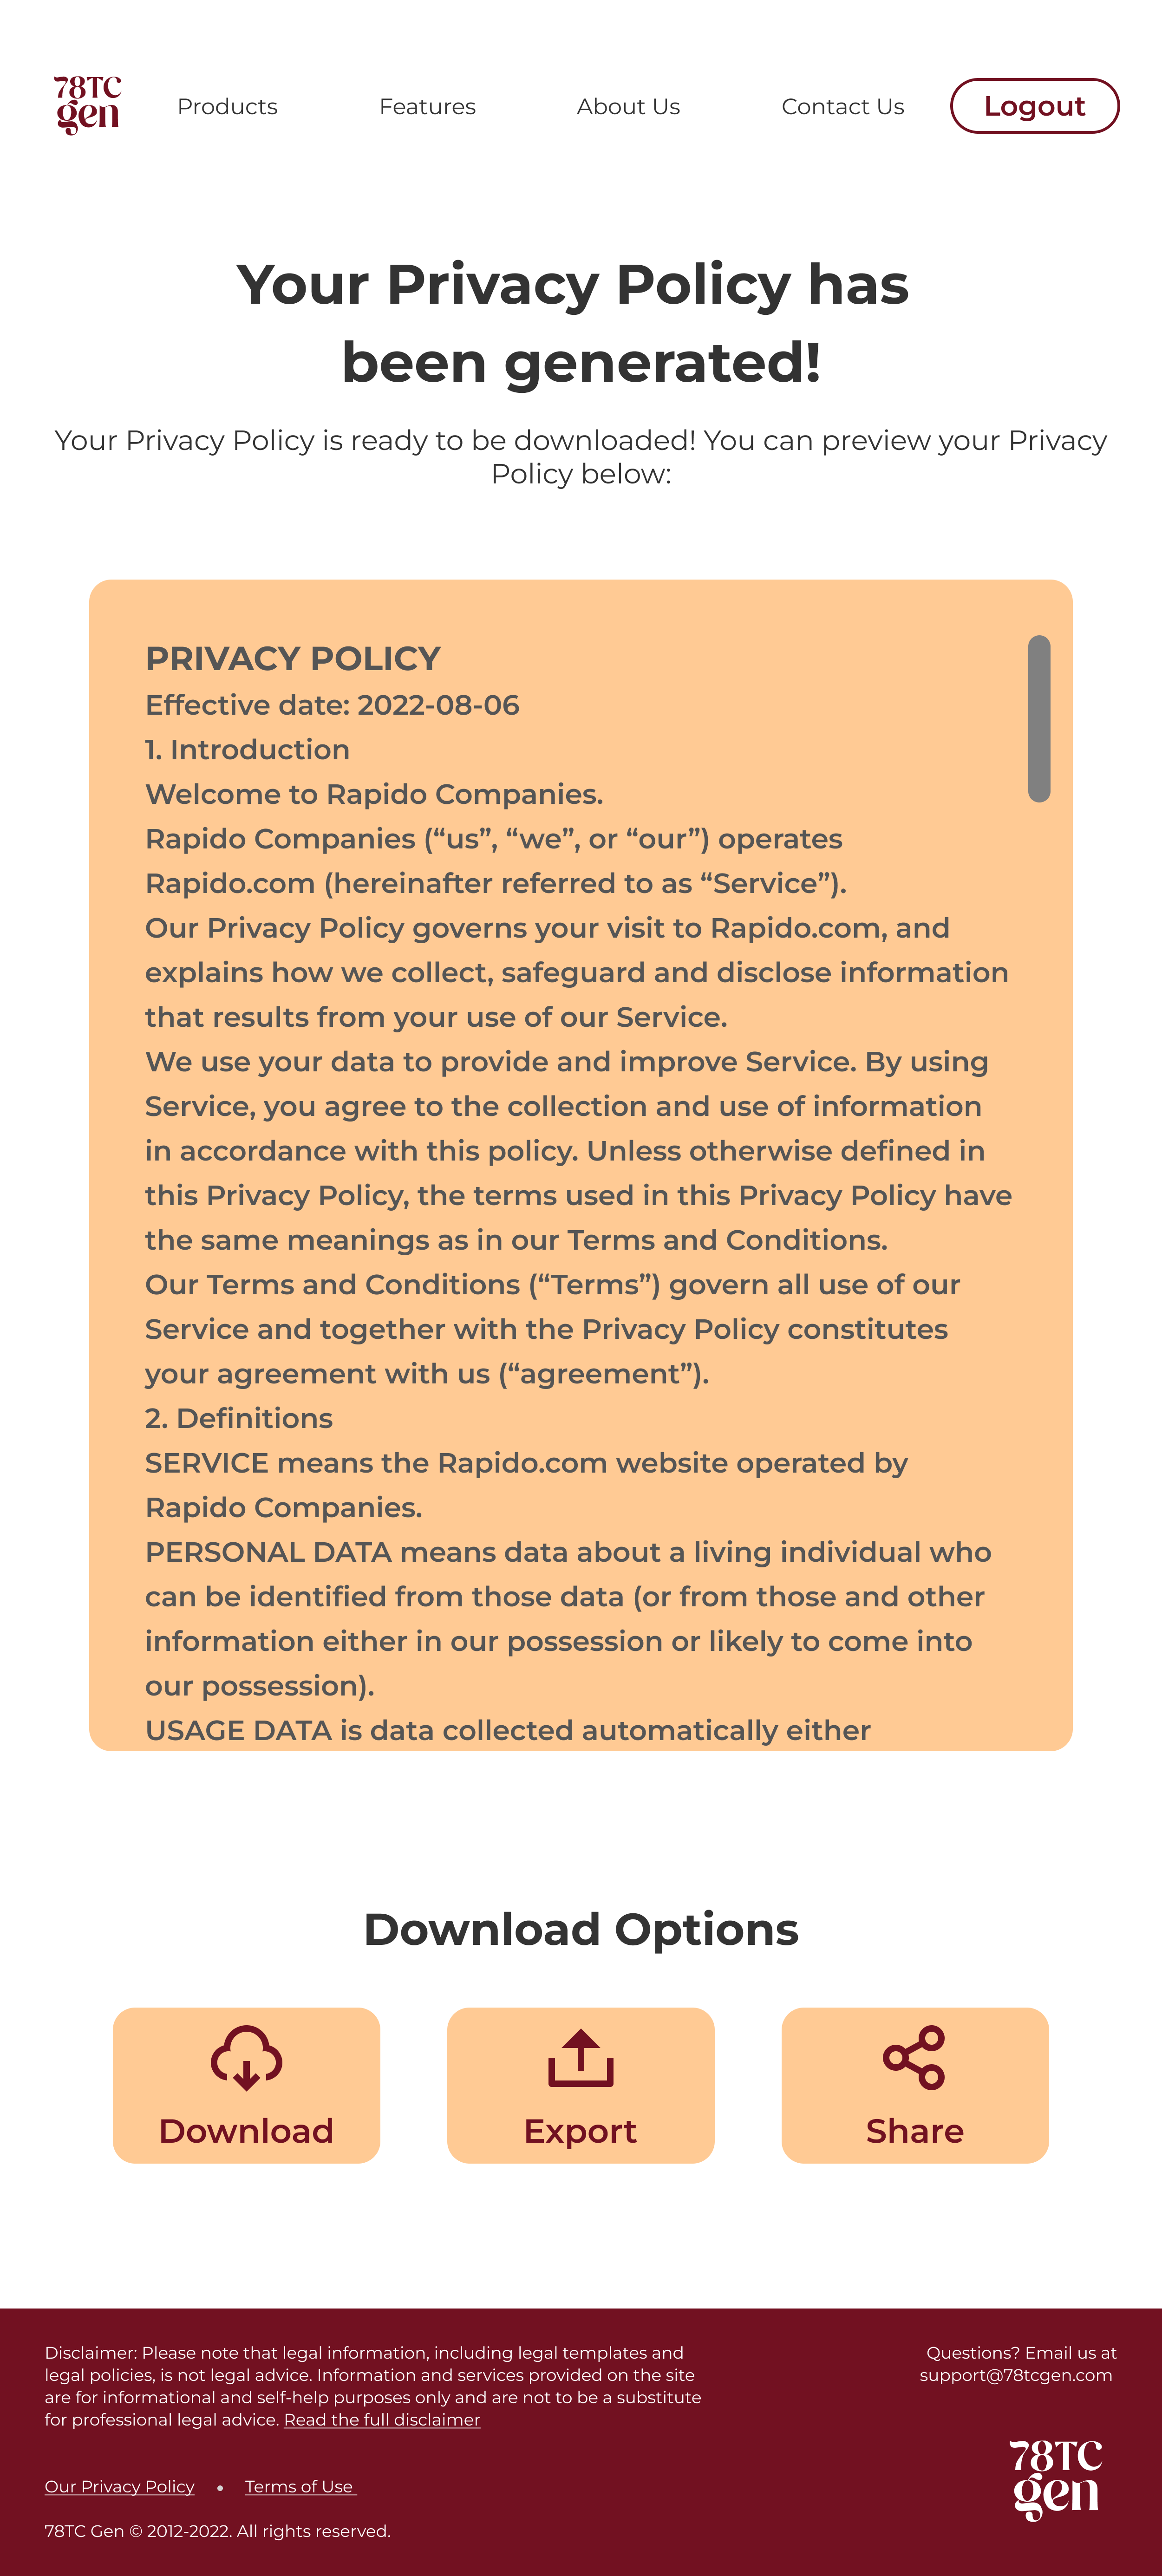 78TC
gen
Products
Features
About Us
Contact Us
Logout
Your Privacy Policy has
been generated!
Your Privacy Policy is ready to be downloaded! You can preview your Privacy
Policy below:
PRIVACY POLICY
Effective date: 2022-08-06
1. Introduction
Welcome to Rapido Companies.
Rapido Companies (“us”, “we”, or “our”) operates
Rapido.com (hereinafter referred to as “Service”).
Our Privacy Policy governs your visit to Rapido.com, and
explains how we collect, safeguard and disclose information
that results from your use of our Service.
We use your data to provide and improve Service. By using
Service, you agree to the collection and use of information
in accordance with this policy. Unless otherwise defined in
this Privacy Policy, the terms used in this Privacy Policy have
the same meanings as in our Terms and Conditions.
Our Terms and Conditions (“Terms”) govern all use of our
Service and together with the Privacy Policy constitutes
your agreement with us (“agreement”).
2. Definitions
SERVICE means the Rapido.com website operated by
Rapido Companies.
PERSONAL DATA means data about a living individual who
can be identified from those data (or from those and other
information either in our possession or likely to come into
our possession).
USAGE DATA is data collected automatically either
Download Options
Download
Export
Share
Disclaimer: Please note that legal information, including legal templates and
legal policies, is not legal advice. Information and services provided on the site
are for informational and self-help purposes only and are not to be a substitute
for professional legal advice. Read the full disclaimer
Our Privacy Policy • Terms of Use
78TC Gen © 2012-2022. All rights reserved.
Questions? Email us at
support@78tcgen.com
78TC
gen